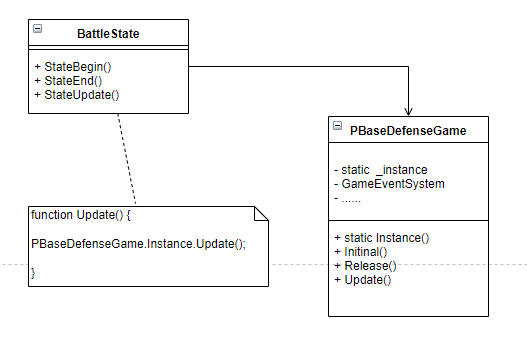 BattleState
+ StateBegin()
+ StateEnd()
+ StateUpdate()
PBaseDefenseGame
- static _instance
- GameEventSystem
- ......
+ static Instance()
+ Initinal()
+ Release()
+ Update()
function Update() {
PBaseDefenseGame.Instance.Update();
}